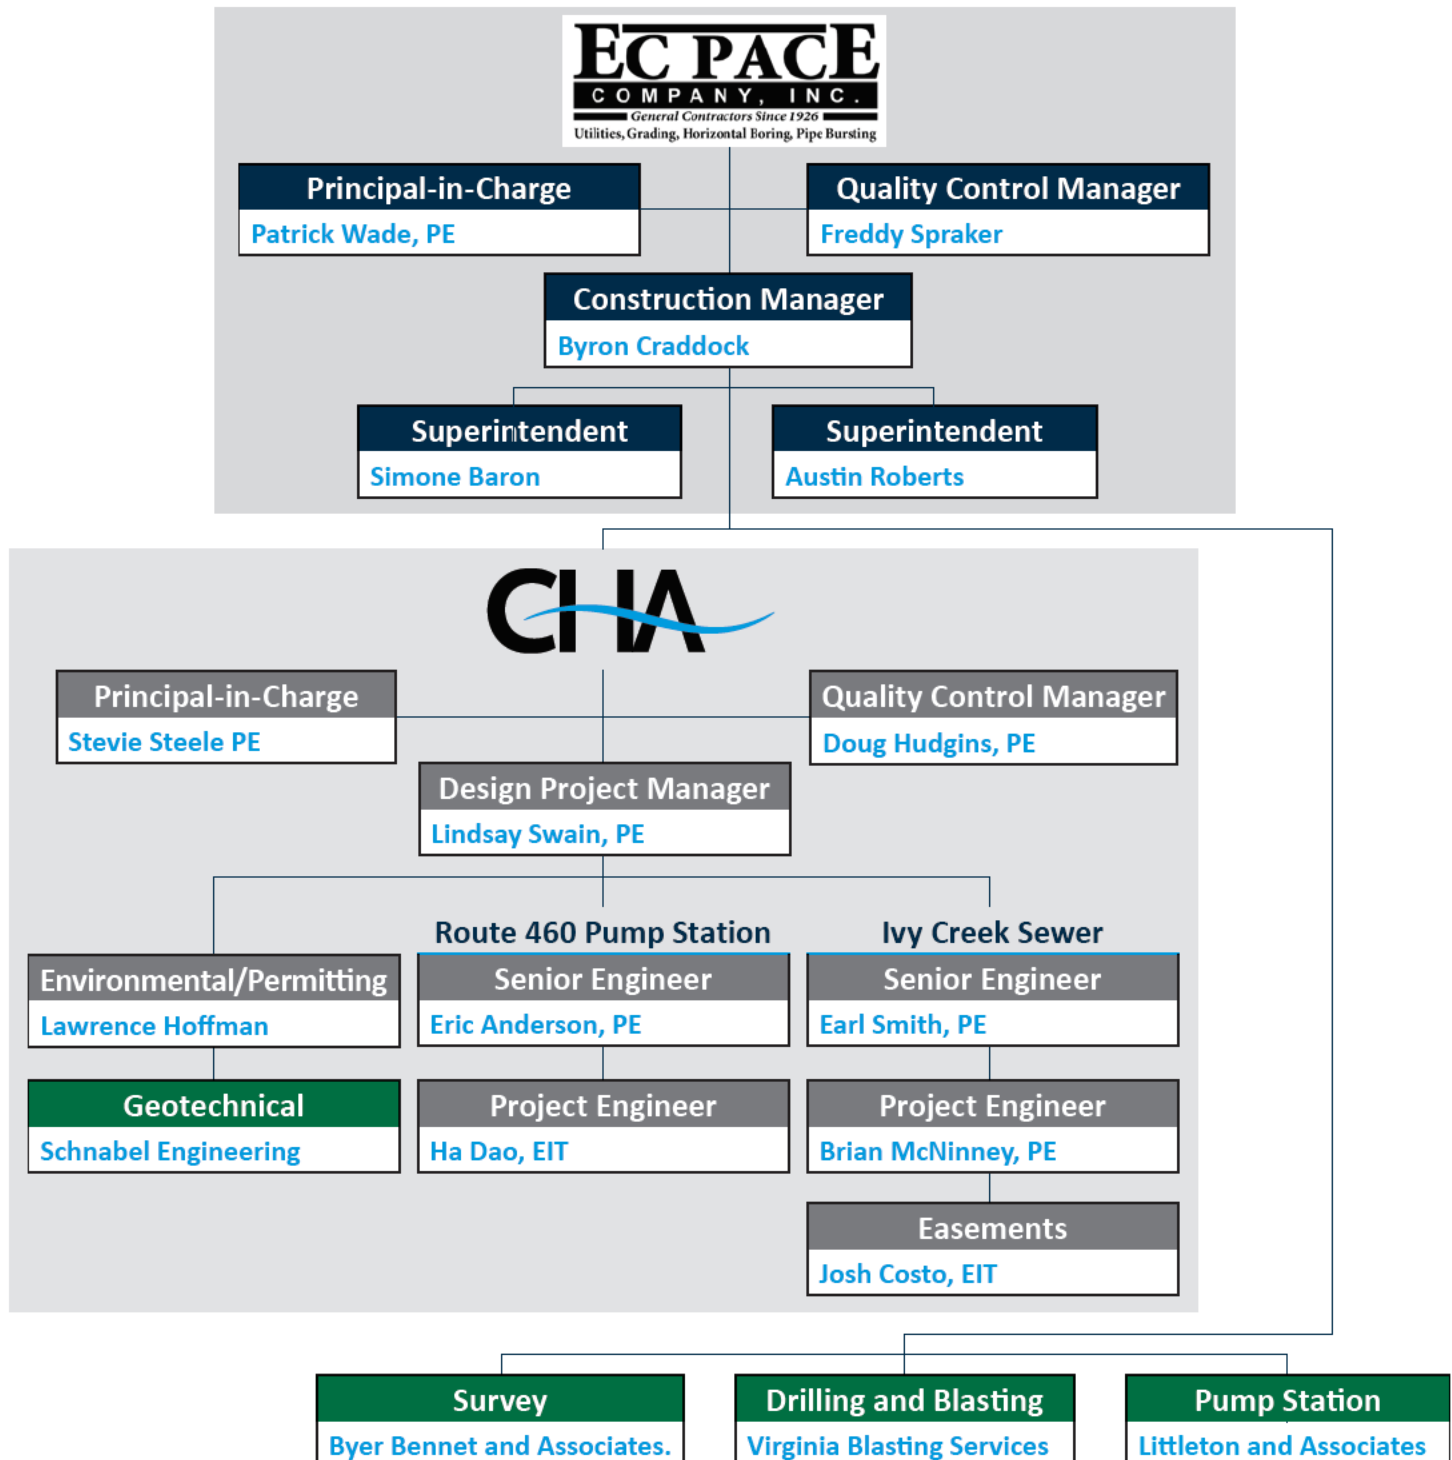 EC PACE
COMPANY, INC.
General Contractors Since 1926
Utilities, Grading, Horizontal Boring, Pipe Bursting
Principal-in-Charge
Patrick Wade, PE
Quality Control Manager
Freddy Spraker
Construction Manager
Byron Craddock
Superintendent
Simone Baron
Superintendent
Austin Roberts
CHA
Principal-in-Charge
Stevie Steele PE
Quality Control Manager
Doug Hudgins, PE
Design Project Manager
Lindsay Swain, PE
Environmental/Permitting
Lawrence Hoffman
Geotechnical
Schnabel Engineering
Route 460 Pump Station
Senior Engineer
Eric Anderson, PE
Project Engineer
Ha Dao, EIT
Ivy Creek Sewer
Senior Engineer
Earl Smith, PE
Project Engineer
Brian McNinney, PE
Easements
Josh Costo, EIT
Survey
Byer Bennet and Associates.
Drilling and Blasting
Virginia Blasting Services
Pump Station
Littleton and Associates